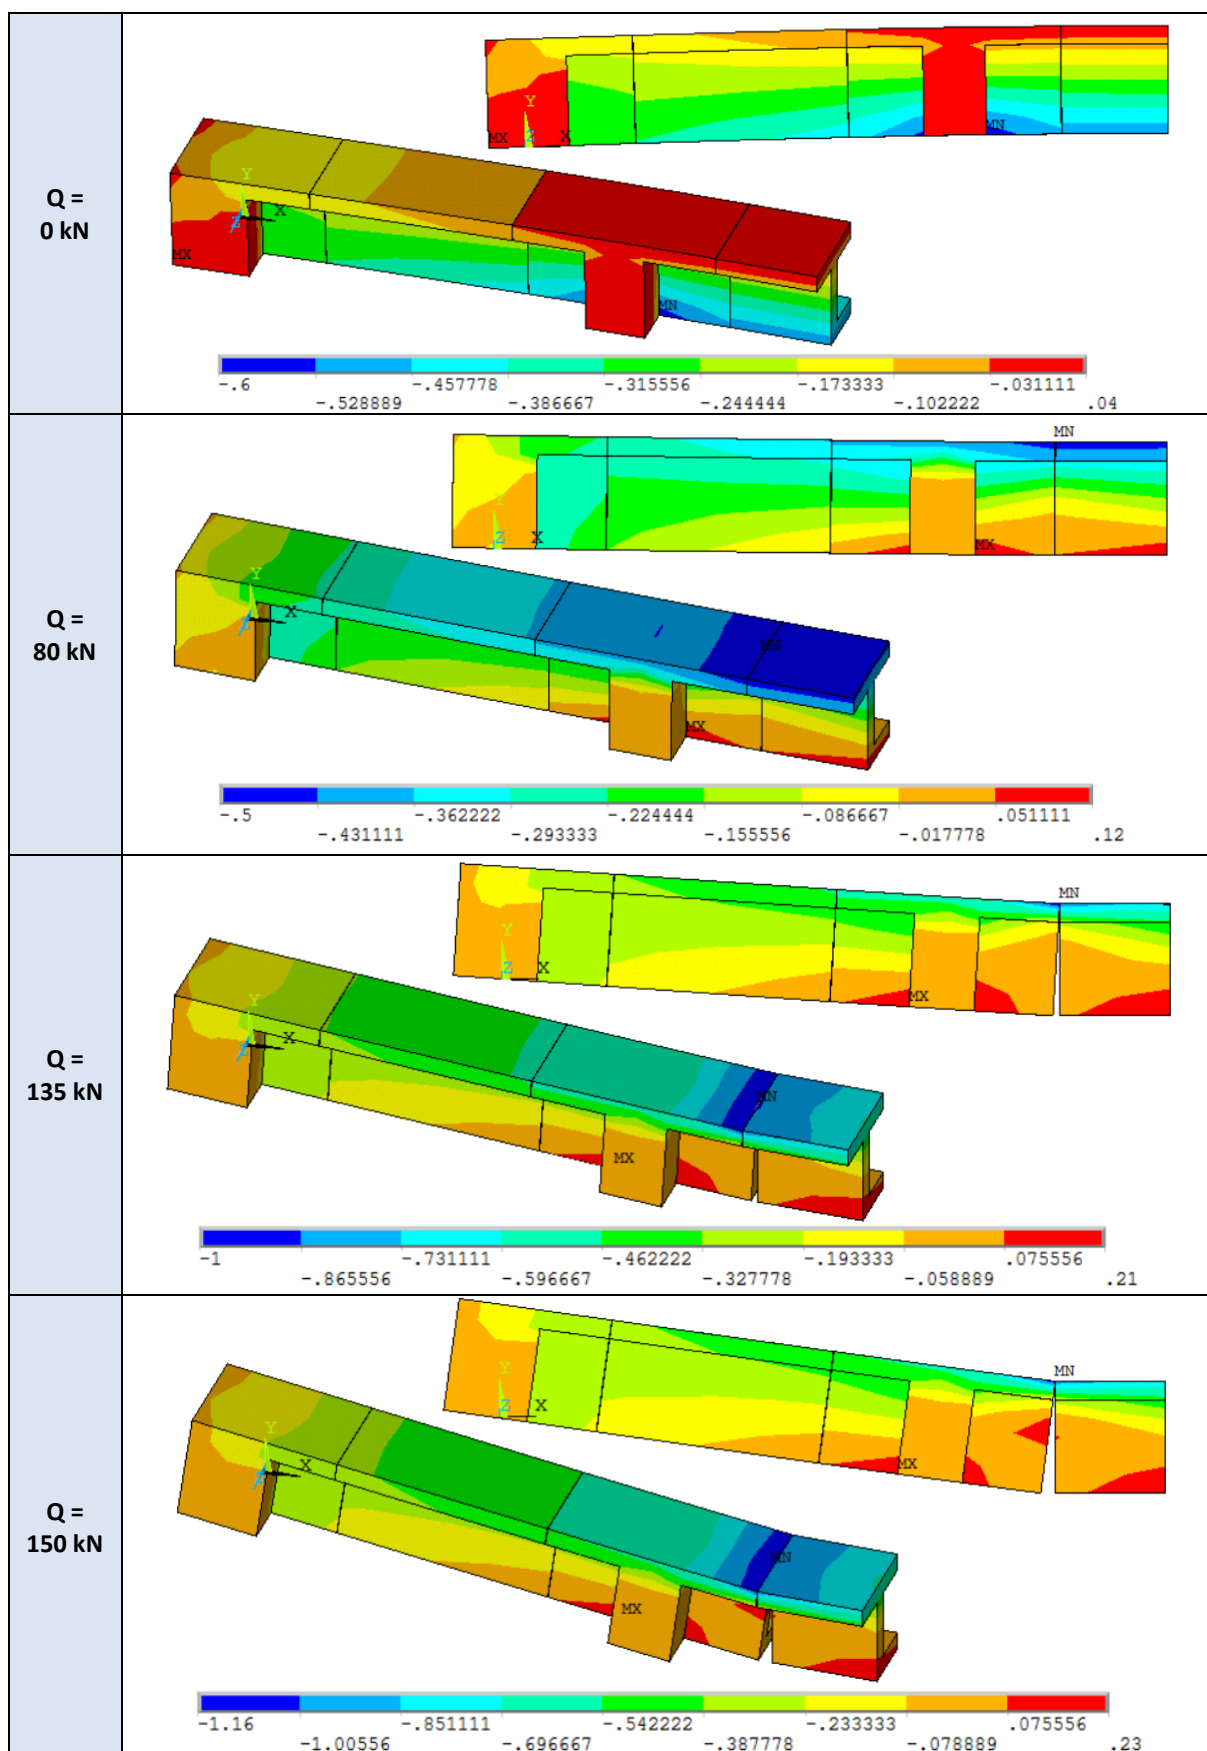 Q =
0 kN
MX
Y
Z
X
MN
Y
Z
X
MX
MN
-.6
-.457778
-.315556
-.173333
-.031111
-.528889
-.386667
-.244444
-.102222
.04
Q =
80 kN
MN
Y
Z
X
MX
Y
Z
X
MN
MX
-.5
-.362222
-.224444
-.086667
.051111
-.431111
-.293333
-.155556
-.017778
.12
Q =
135 kN
MN
Y
Z
X
MX
Y
Z
X
MN
MX
-1
-.731111
-.462222
-.193333
.075556
-.865556
-.596667
-.327778
-.058889
.21
Q =
150 kN
MN
Y
Z
X
MX
Y
Z
X
MN
MX
-1.16
-.851111
-.542222
-.233333
.075556
-1.00556
-.696667
-.387778
-.078889
.23